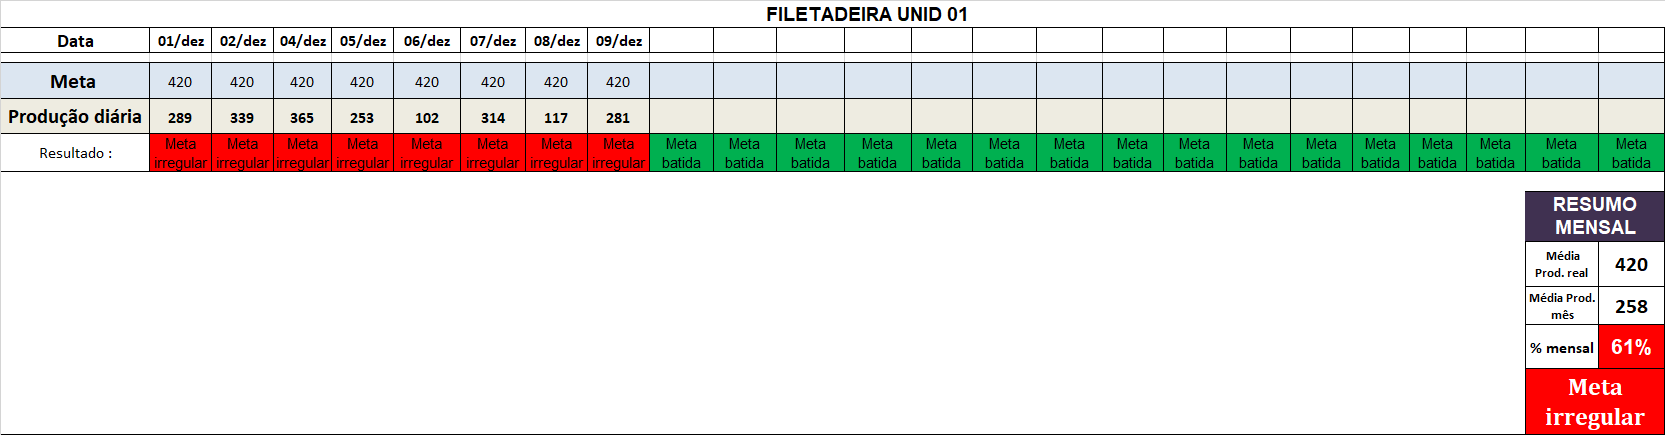 FILETADEIRA UNID 01
Data 01/dez 02/dez 04/dez 05/dez 06/dez 07/dez 08/dez 09/dez
Meta 420 420 420 420 420 420 420 420
Produção diária 289 339 365 253 102 314 117 281
Resultado : Meta irregular Meta irregular Meta irregular Meta irregular Meta irregular Meta irregular Meta irregular Meta irregular Meta batida Meta batida Meta batida Meta batida Meta batida Meta batida Meta batida Meta batida Meta batida Meta batida Meta batida Meta batida Meta batida Meta batida Meta batida Meta batida
RESUMO
MENSAL
Média
Prod. real 420
Média Prod.
mês 258
% mensal 61%
Meta
irregular